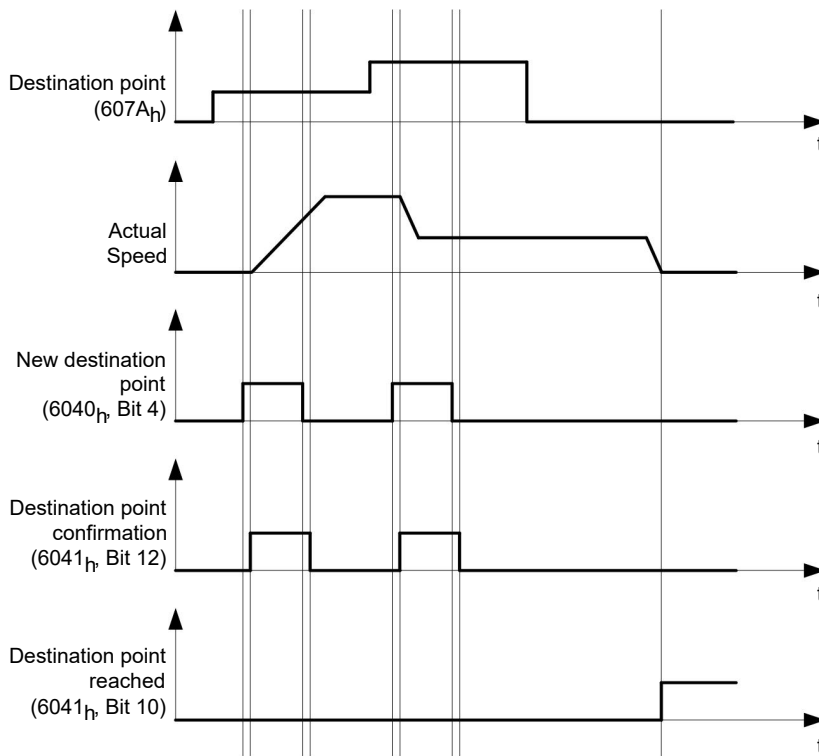 Destination point
(607Ah)
t
Actual
Speed
t
New destination
point
(6040h, Bit 4)
t
Destination point
confirmation
(6041h, Bit 12)
t
Destination point
reached
(6041h, Bit 10)
t